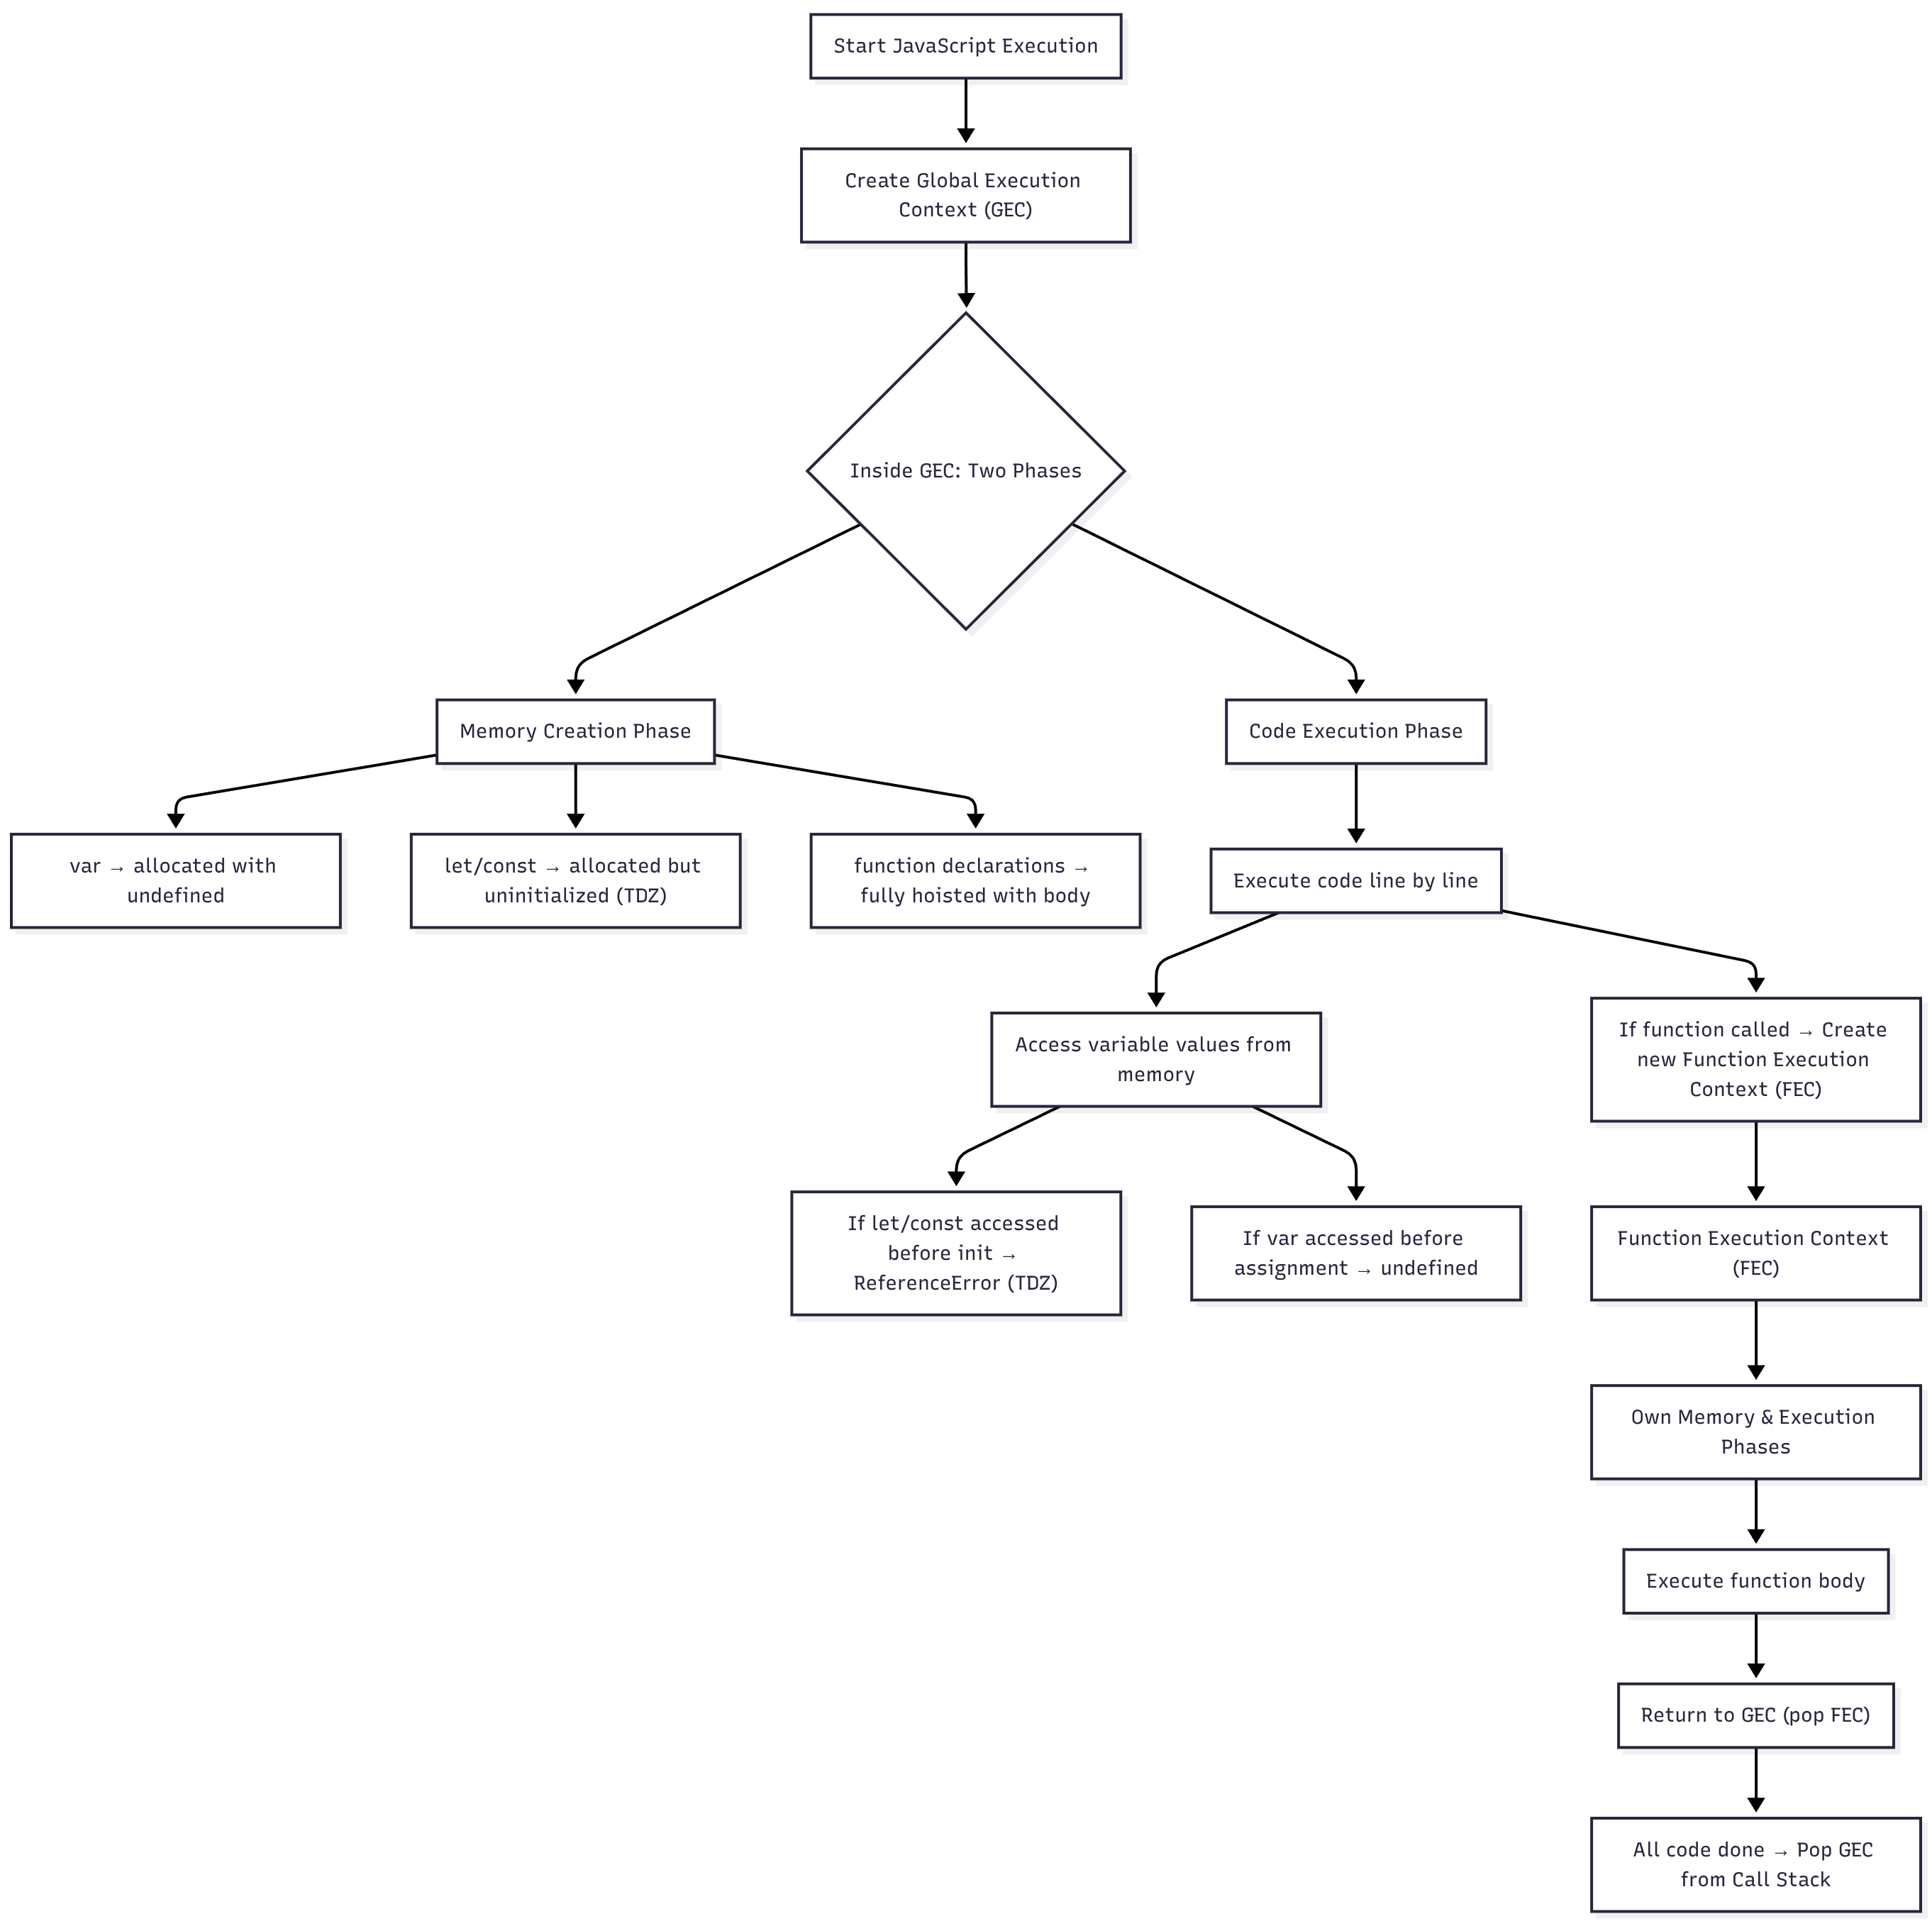 Start JavaScript Execution
Create Global Execution
Context (GEC)
Inside GEC: Two Phases
Memory Creation Phase
Code Execution Phase
var → allocated with
undefined
let/const → allocated but
uninitialized (TDZ)
function declarations →
fully hoisted with body
Execute code line by line
Access variable values from
memory
If function called → Create
new Function Execution
Context (FEC)
If let/const accessed
before init →
ReferenceError (TDZ)
If var accessed before
assignment → undefined
Function Execution Context
(FEC)
Own Memory & Execution
Phases
Execute function body
Return to GEC (pop FEC)
All code done → Pop GEC
from Call Stack